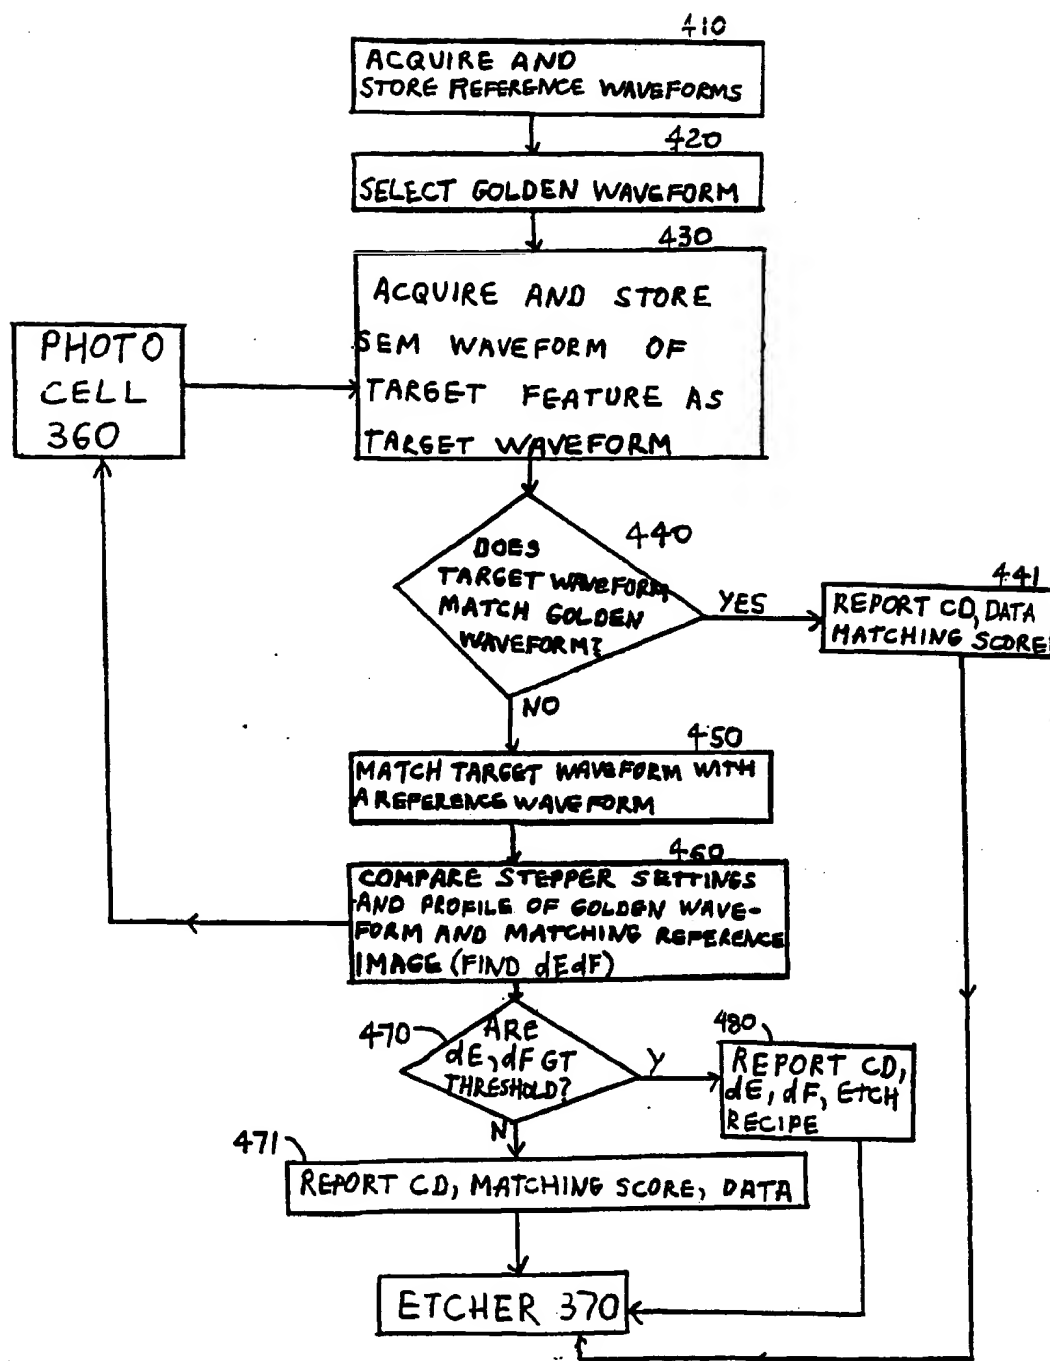 410
ACQUIRE AND
STORE REFERENCE WAVEFORMS
420
SELECT GOLDEN WAVEFORM
430
ACQUIRE AND STORE
SEM WAVEFORM OF
TARGET FEATURE AS
TARGET WAVEFORM
PHOTO
CELL
360
440
DOES
TARGET WAVEFORM
MATCH GOLDEN
WAVEFORM?
YES
441
REPORT CD, DATA
MATCHING SCORE
NO
450
MATCH TARGET WAVEFORM WITH
A REFERENCE WAVEFORM
460
COMPARE STEPPER SETTINGS
AND PROFILE OF GOLDEN WAVE-
FORM AND MATCHING REFERENCE
IMAGE (FIND dEdF)
470
ARE
dE, dF GT
THRESHOLD?
Y
480
REPORT CD,
dE, dF, ETCH
RECIPE
N
471
REPORT CD, MATCHING SCORE, DATA
ETCHER 370